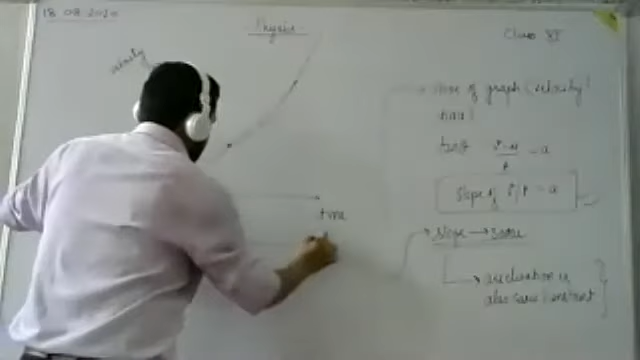 18.08.2020
Physics
Class XI
velocity
time
slope of graph (velocity/
tanθ v-u/t = a
Slope of v/t = a
Slope → same
acceleration is
also same/constant